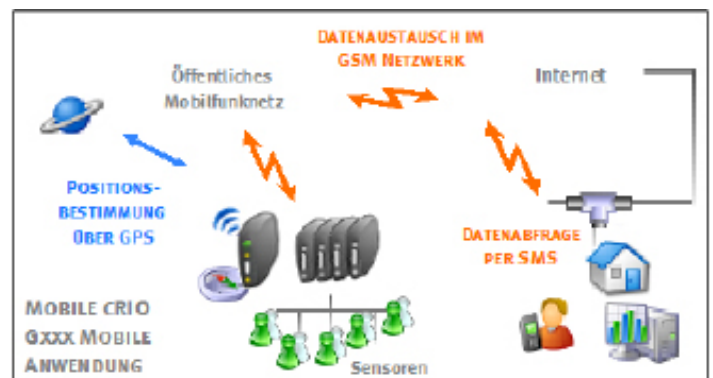 DATENAUSTAUSCH IM
GSM NETZWERK
Öffentliches
Mobilfunknetz
Internet
POSITIONS-
BESTIMMUNG
ÜBER GPS
DATENABFRAGE
PER SMS
MOBILE CRIO
GXXX MOBILE
ANWENDUNG
Sensoren